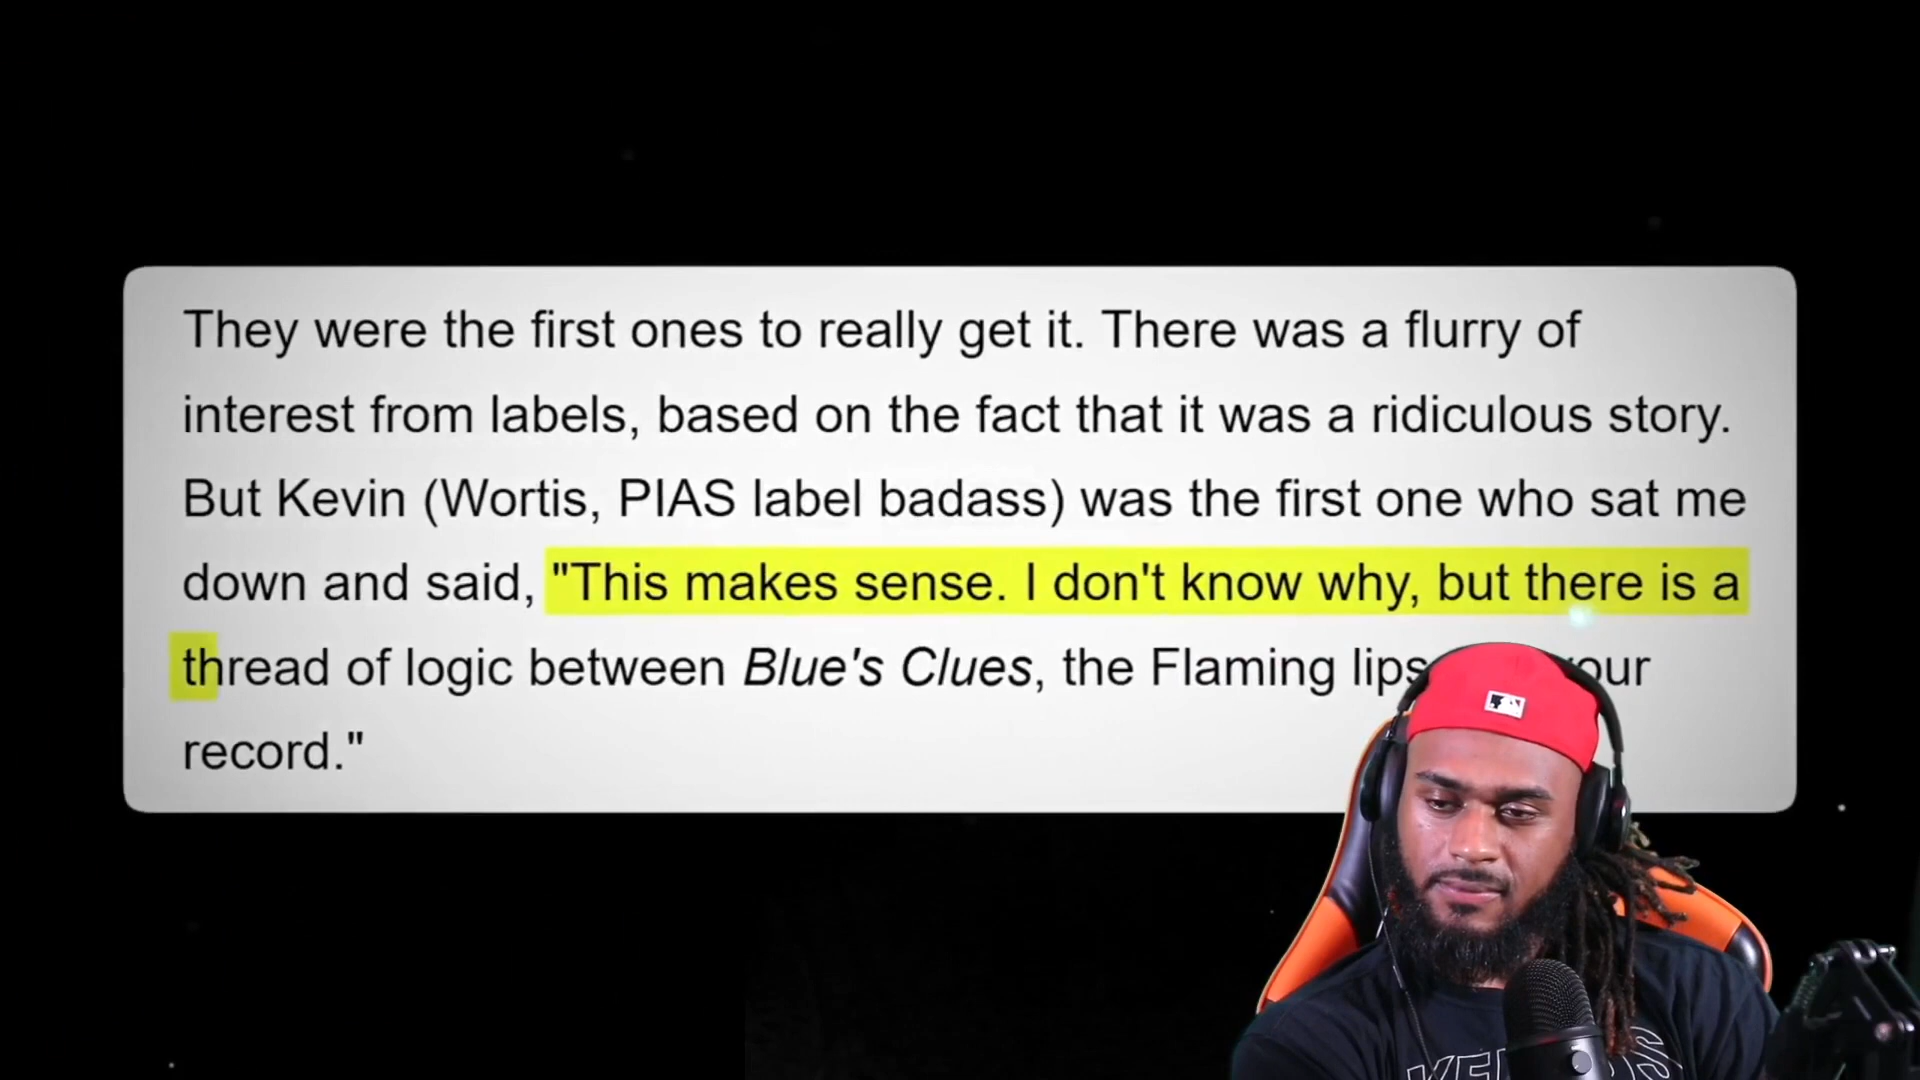 They were the first ones to really get it. There was a flurry of
interest from labels, based on the fact that it was a ridiculous story.
But Kevin (Wortis, PIAS label badass) was the first one who sat me
down and said, "This makes sense. I don't know why, but there is a
thread of logic between Blue's Clues, the Flaming lips our
record."